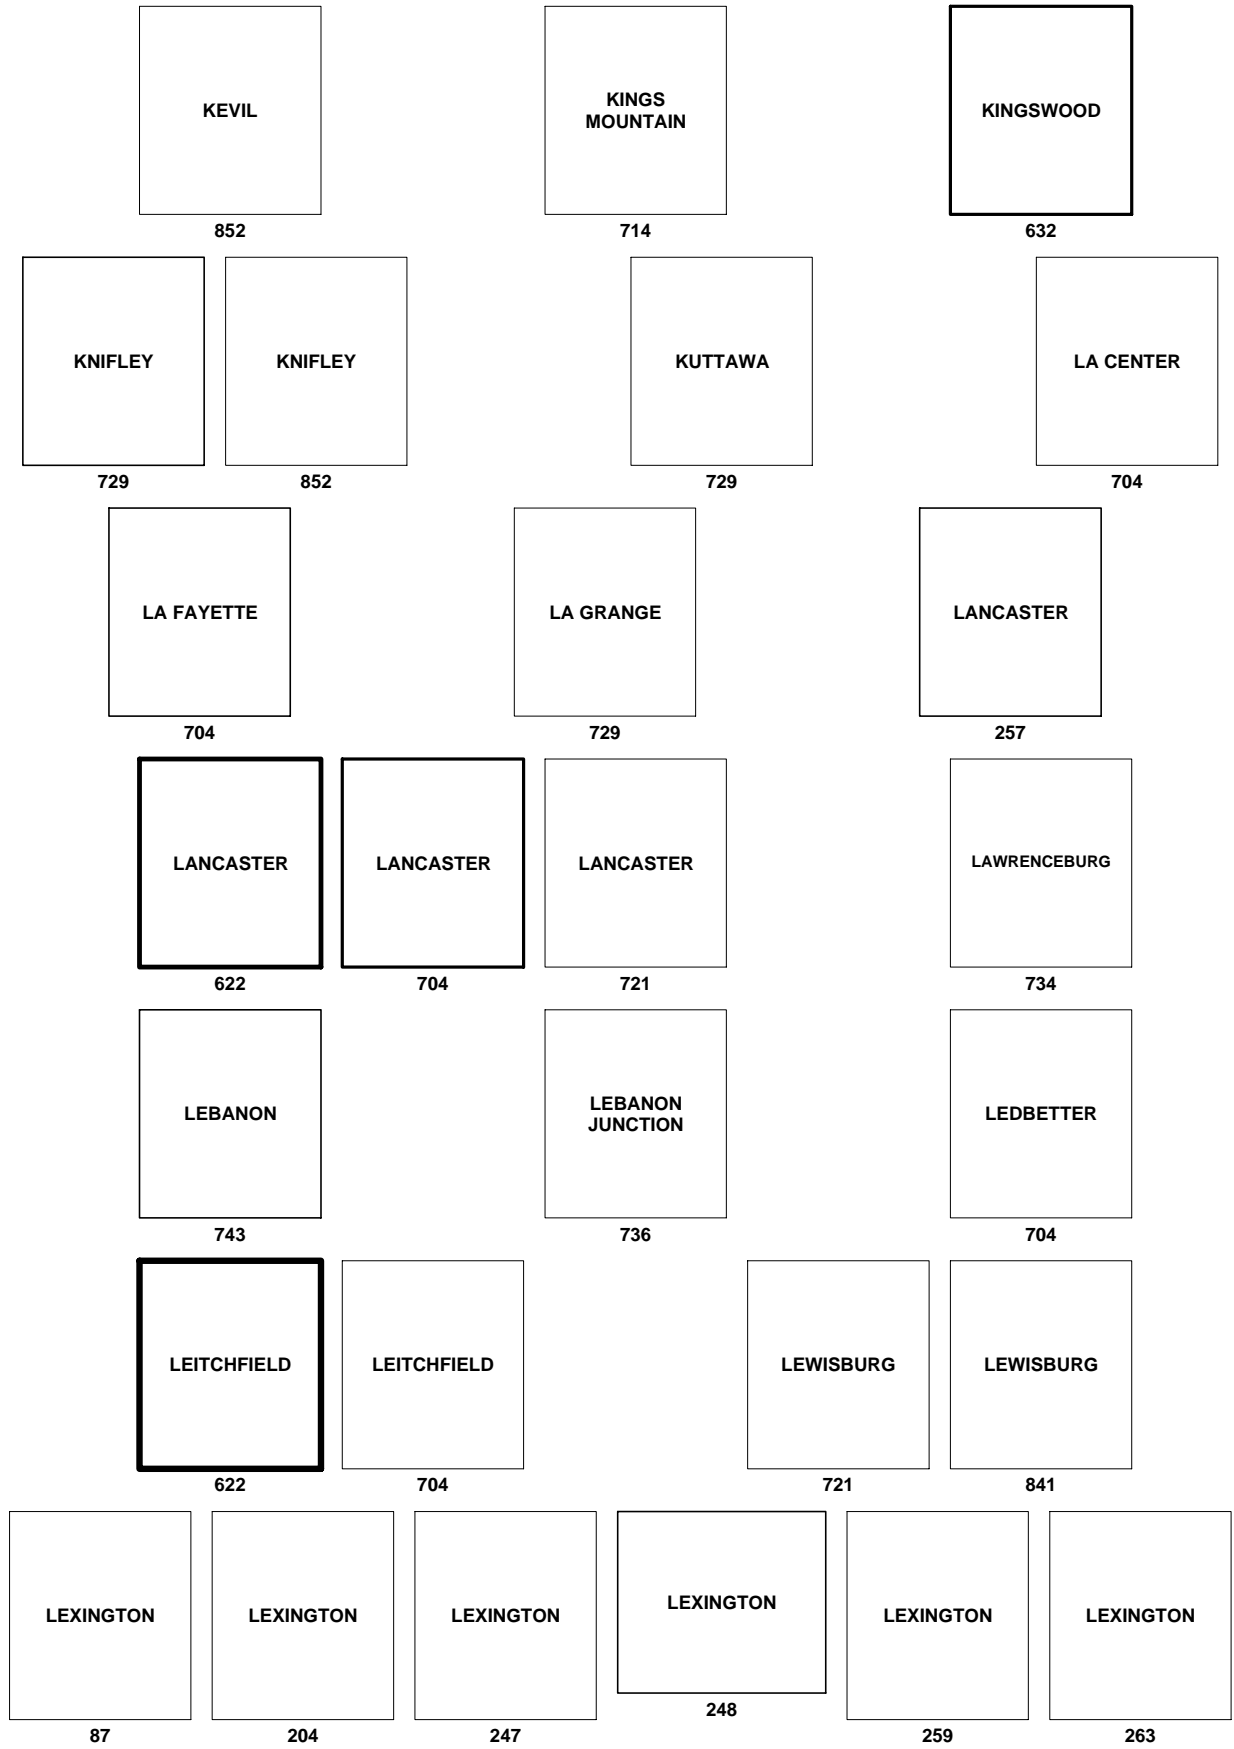 KEVIL
852
KINGS
MOUNTAIN
714
KINGSWOOD
632
KNIFLEY
729
KNIFLEY
852
KUTTAWA
729
LA CENTER
704
LA FAYETTE
704
LA GRANGE
729
LANCASTER
257
LANCASTER
622
LANCASTER
704
LANCASTER
721
LAWRENCEBURG
734
LEBANON
743
LEBANON
JUNCTION
736
LEDBETTER
704
LEITCHFIELD
622
LEITCHFIELD
704
LEWISBURG
721
LEWISBURG
841
LEXINGTON
87
LEXINGTON
204
LEXINGTON
247
LEXINGTON
248
LEXINGTON
259
LEXINGTON
263